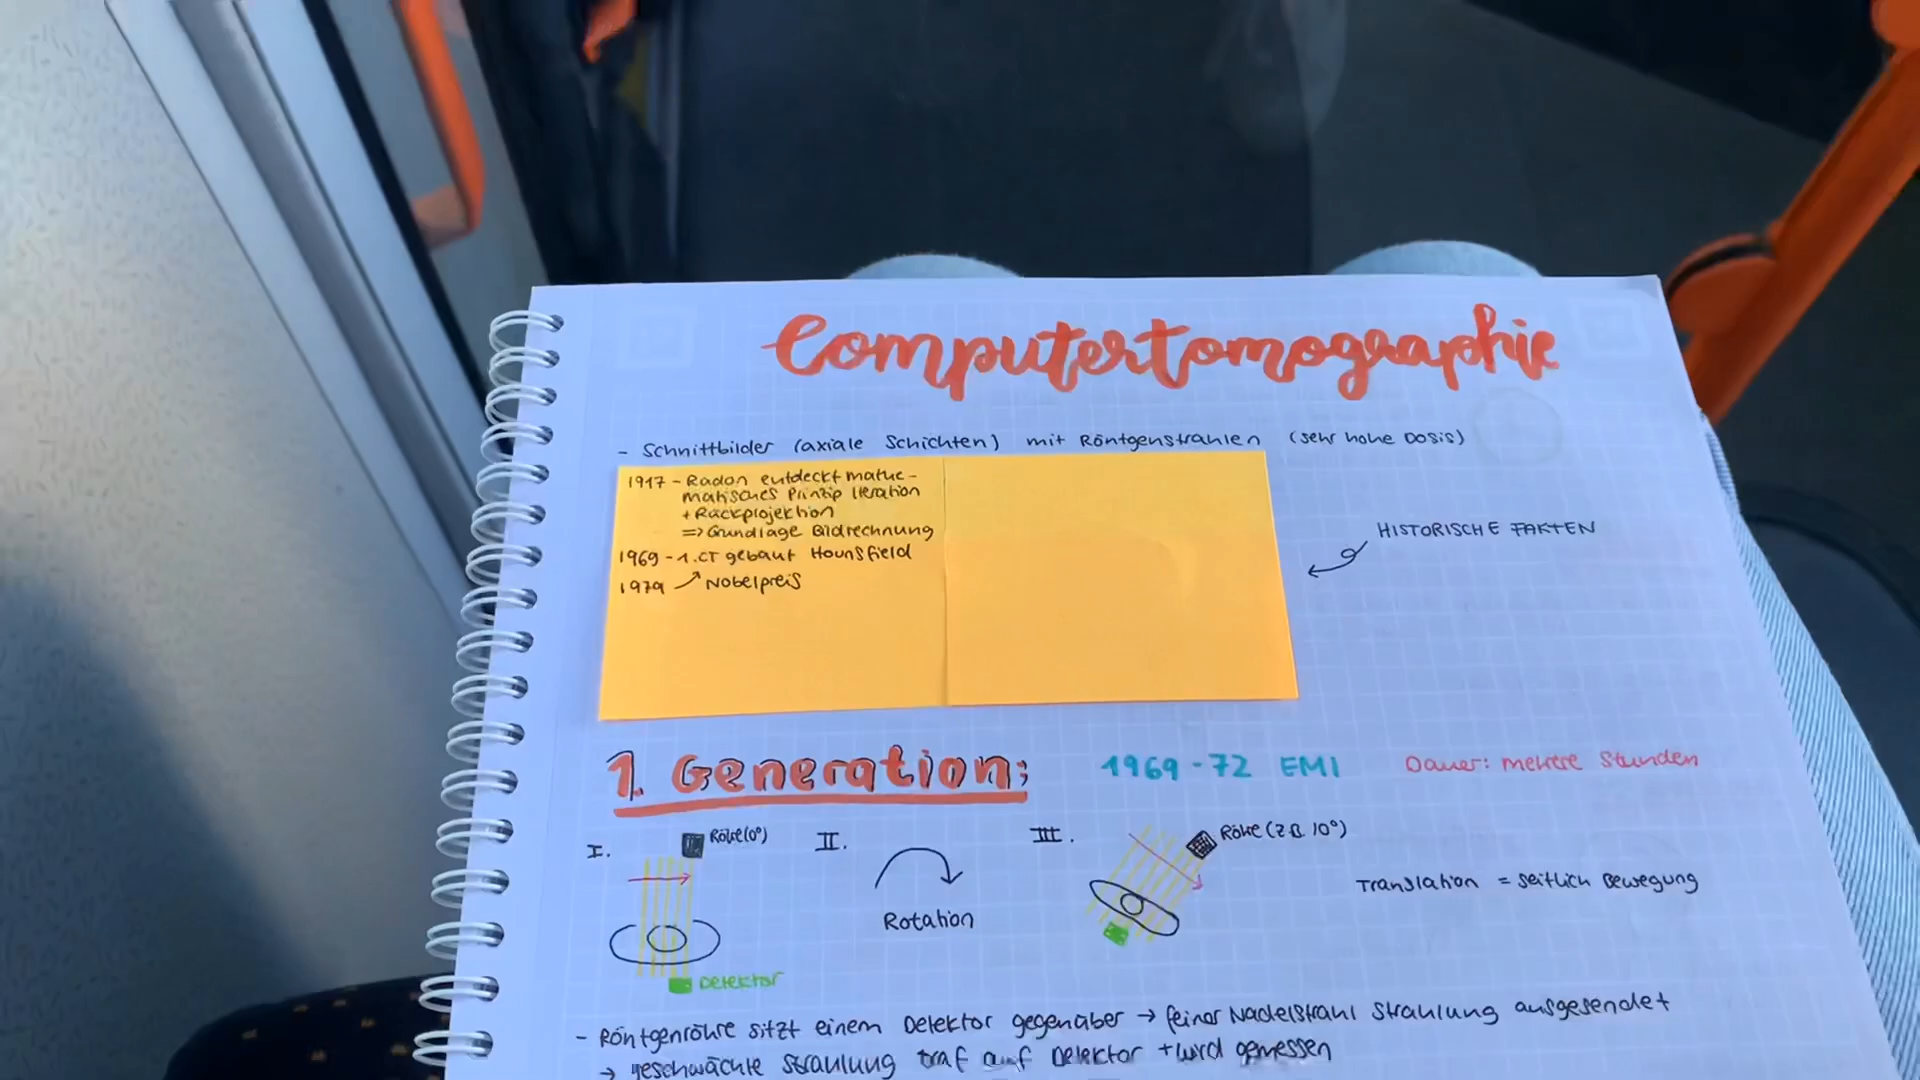 Computertomographie
- Schnittbilder (axiale Schichten) mit Röntgenstrahlen (sehr hohe Dosis)
1917 - Radon entdeckt mathe-
matisches Prinzip Iteration
+ Rückprojektion
=> Grundlage Bildrechnung
1969 - 1. CT gebaut Hounsfield
1979 ↗ Nobelpreis
HISTORISCHE FAKTEN
1. Generation:
1969-72 EMI
Dauer: mehrere Stunden
I.
Röhre (0°)
Detektor
II.
Rotation
III.
Röhre (z.B. 10°)
Translation = seitlich Bewegung
- Röntgenröhre sitzt einem Detektor gegenüber → feiner Nadelstrahl Strahlung ausgesendet
→ geschwächte Strahlung traf auf Detektor + wird gemessen